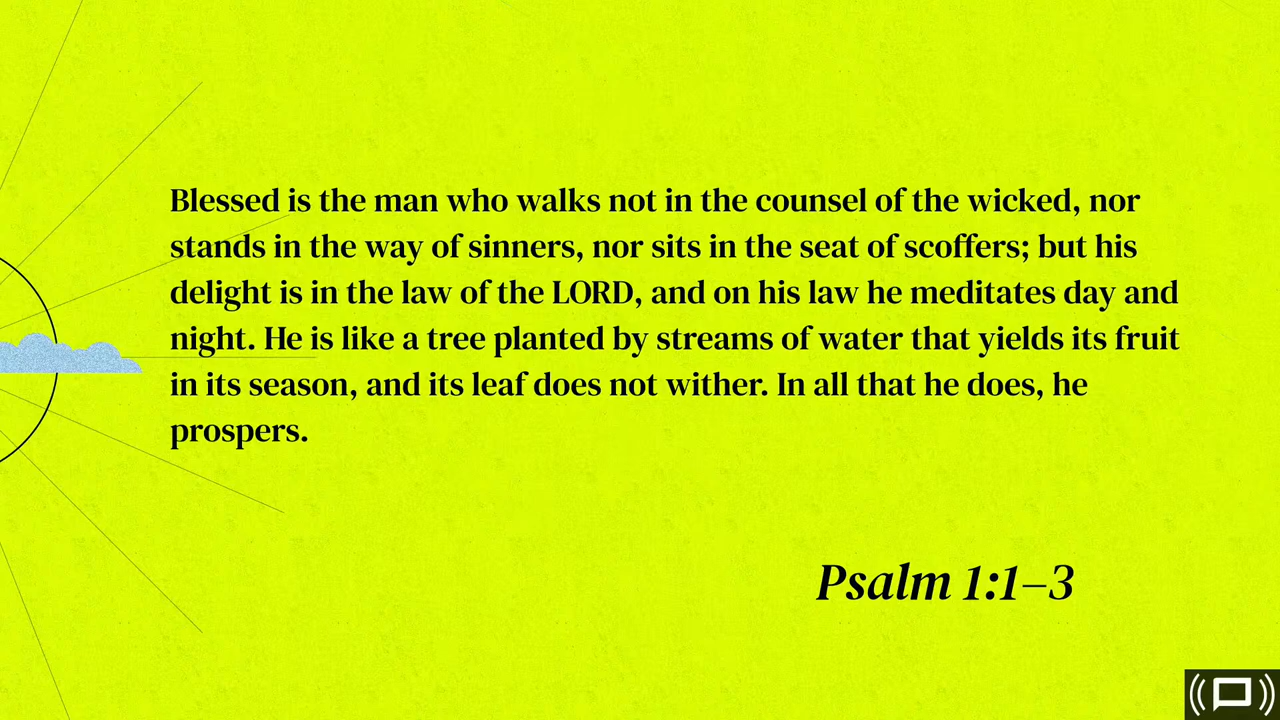 Blessed is the man who walks not in the counsel of the wicked, nor
stands in the way of sinners, nor sits in the seat of scoffers; but his
delight is in the law of the LORD, and on his law he meditates day and
night. He is like a tree planted by streams of water that yields its fruit
in its season, and its leaf does not wither. In all that he does, he
prospers.
Psalm 1:1–3